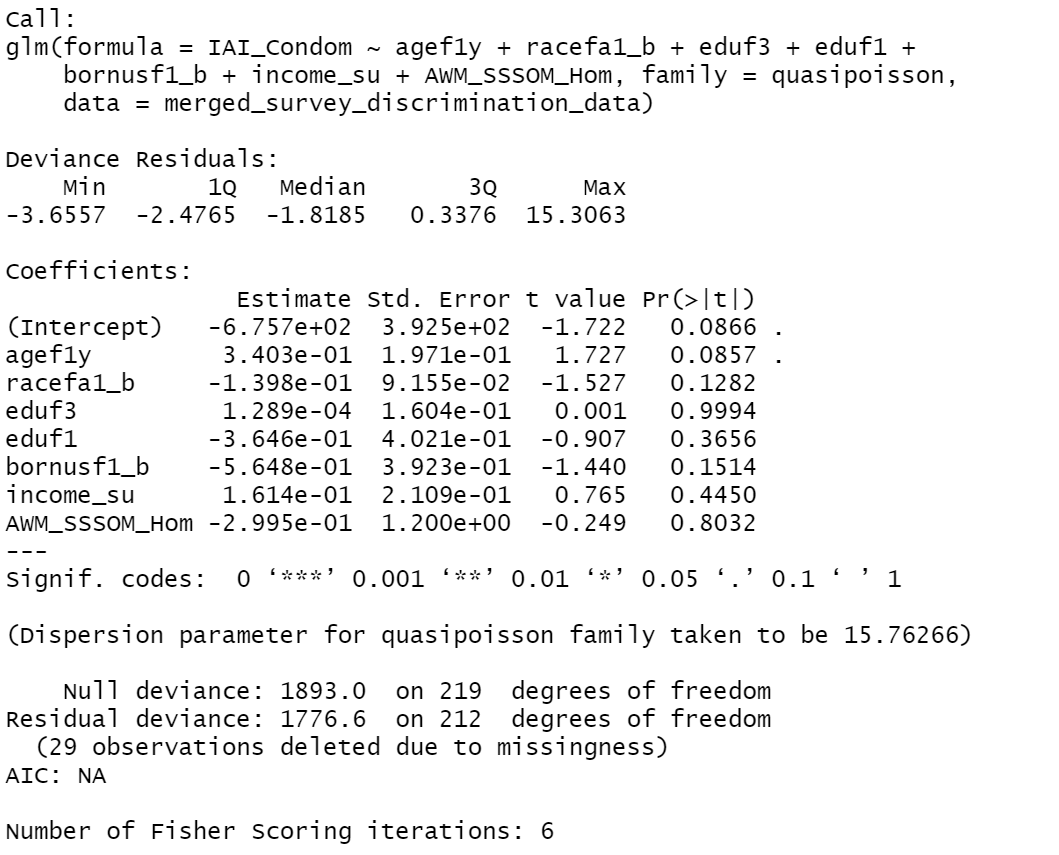 Call:
glm(formula = IAI_Condom ~ agef1y + racefa1_b + eduf3 + eduf1 +
    bornusf1_b + income_su + AWM_SSSOM_Hom, family = quasipoisson,
    data = merged_survey_discrimination_data)

Deviance Residuals:
    Min       1Q   Median       3Q      Max
-3.6557  -2.4765  -1.8185   0.3376  15.3063

Coefficients:
                Estimate Std. Error t value Pr(>|t|)
(Intercept)   -6.757e+02  3.925e+02  -1.722   0.0866 .
agef1y         3.403e-01  1.971e-01   1.727   0.0857 .
racefa1_b     -1.398e-01  9.155e-02  -1.527   0.1282
eduf3          1.289e-04  1.604e-01   0.001   0.9994
eduf1         -3.646e-01  4.021e-01  -0.907   0.3656
bornusf1_b    -5.648e-01  3.923e-01  -1.440   0.1514
income_su      1.614e-01  2.109e-01   0.765   0.4450
AWM_SSSOM_Hom -2.995e-01  1.200e+00  -0.249   0.8032
---
Signif. codes:  0 ‘***’ 0.001 ‘**’ 0.01 ‘*’ 0.05 ‘.’ 0.1 ‘ ’ 1

(Dispersion parameter for quasipoisson family taken to be 15.76266)

    Null deviance: 1893.0  on 219  degrees of freedom
Residual deviance: 1776.6  on 212  degrees of freedom
  (29 observations deleted due to missingness)
AIC: NA

Number of Fisher Scoring iterations: 6